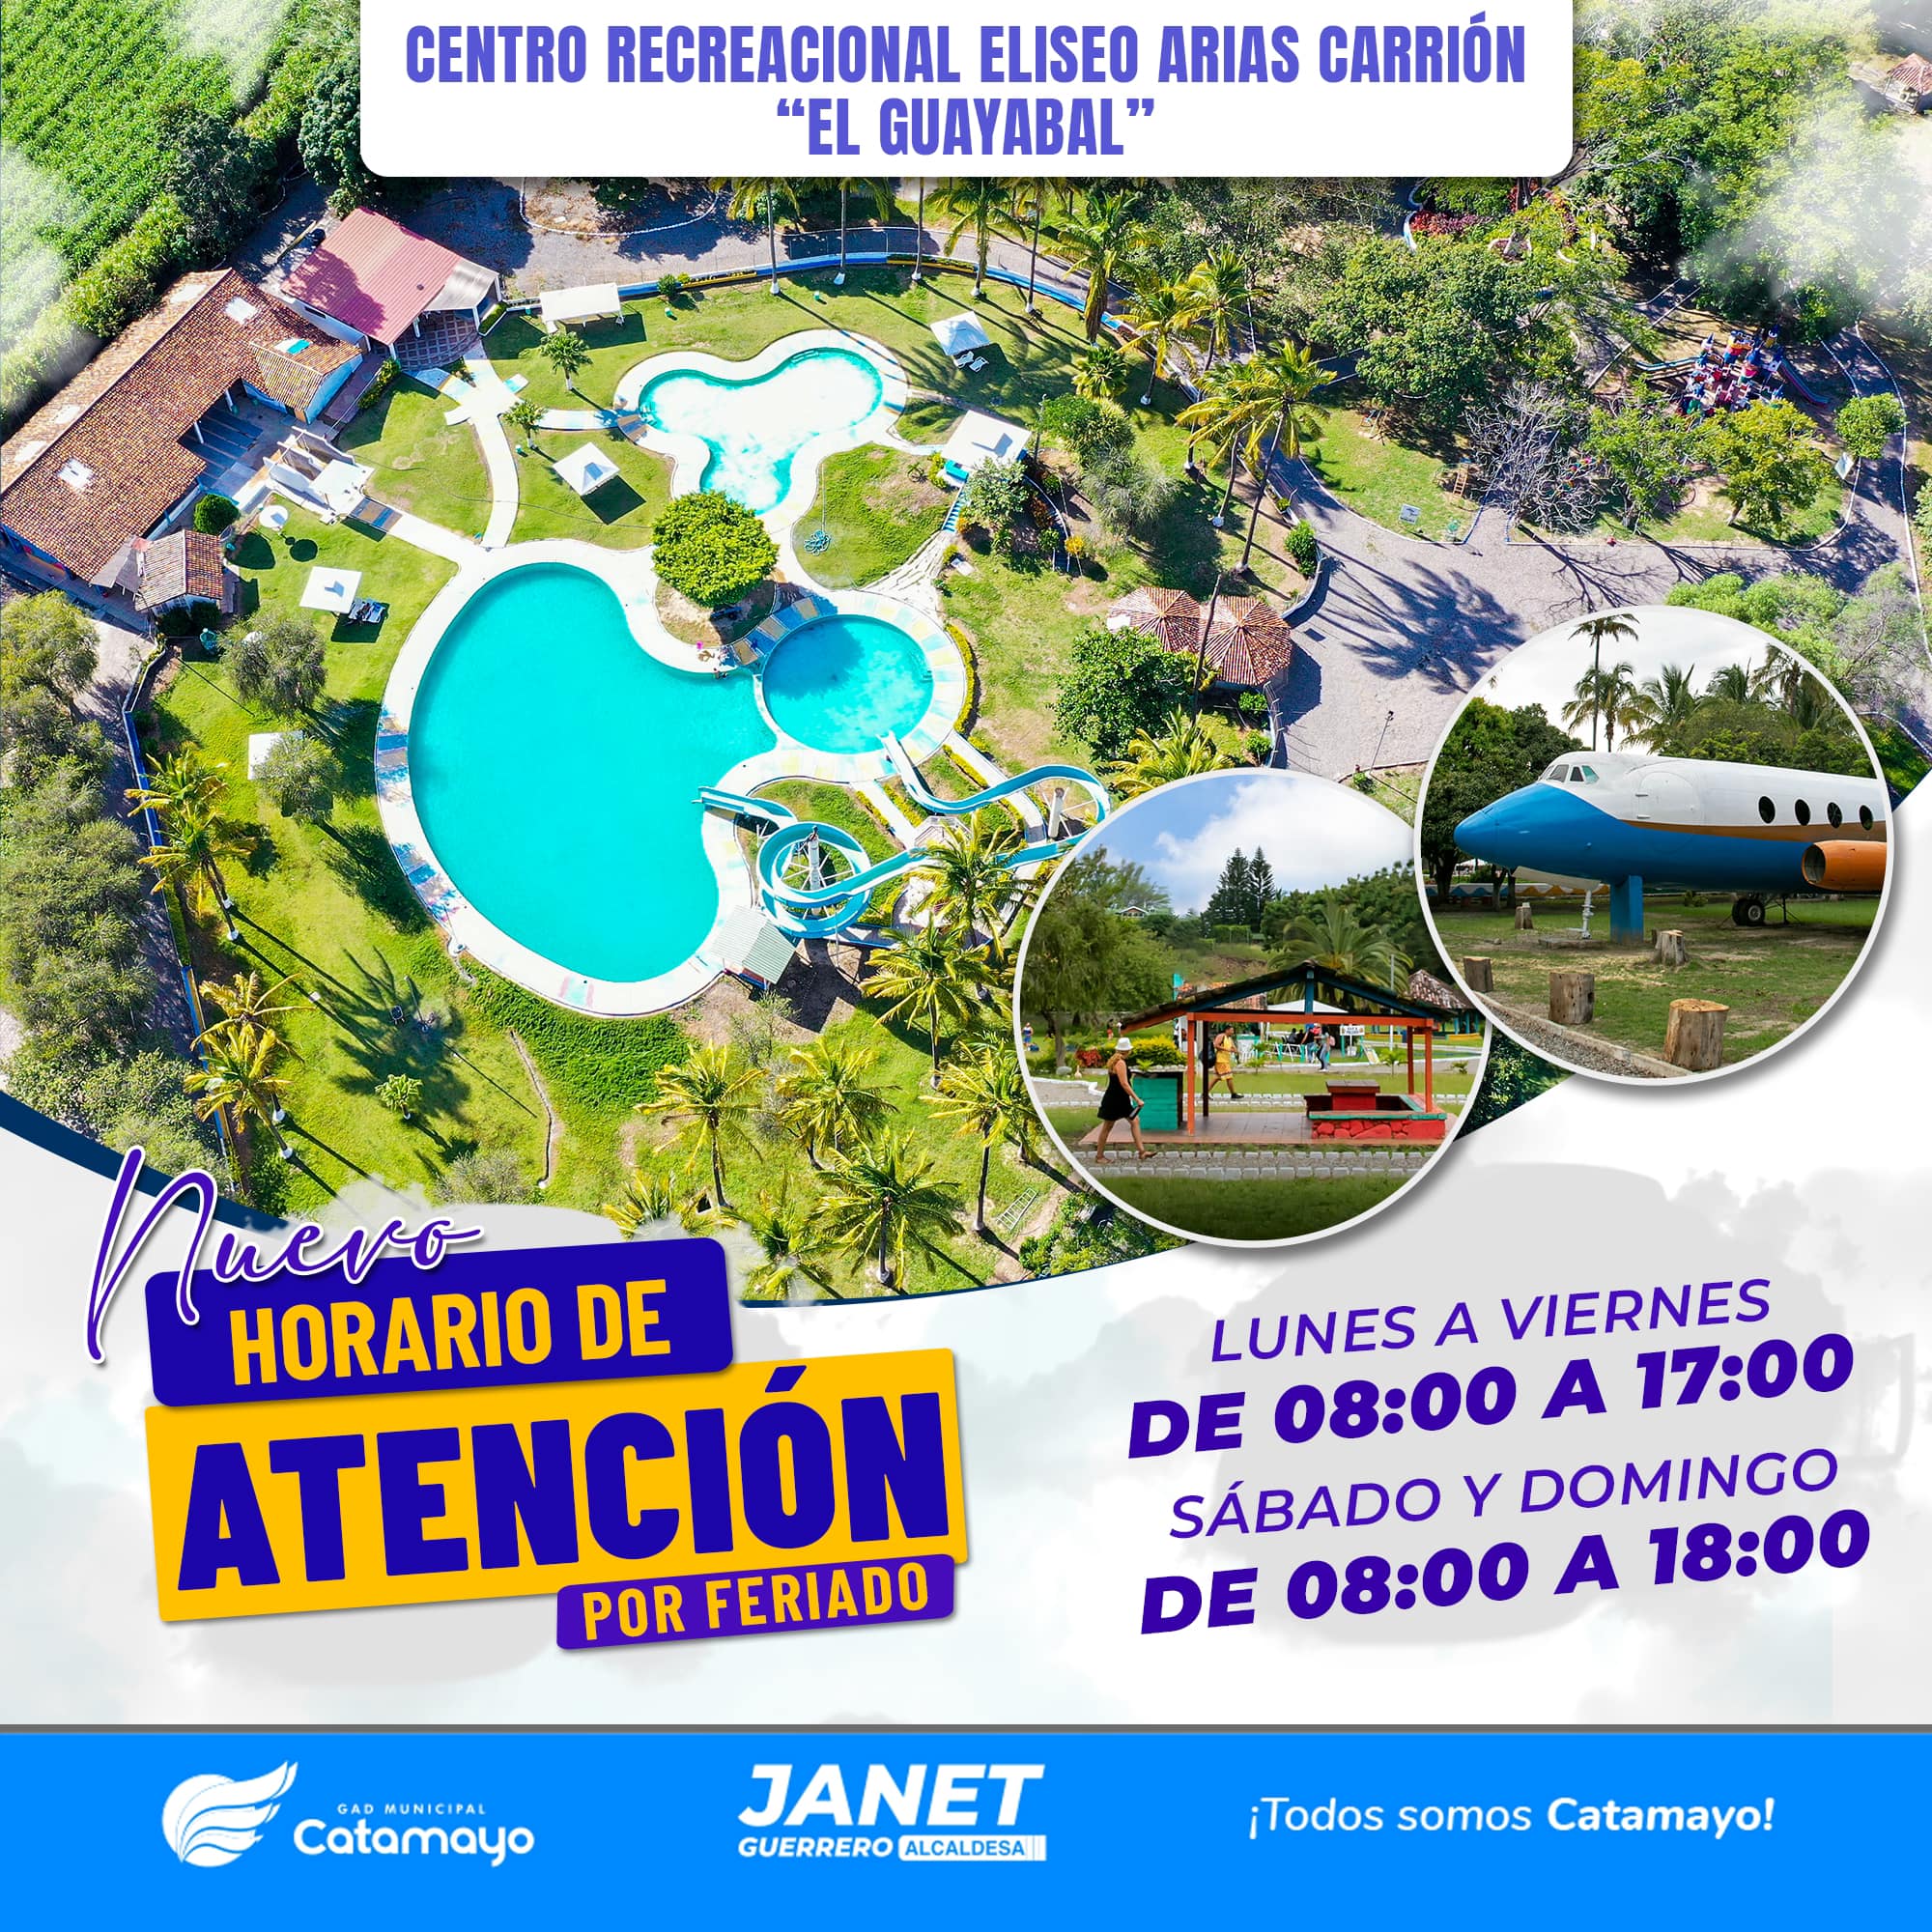 CENTRO RECREACIONAL ELISEO ARIAS CARRIÓN
“EL GUAYABAL”
Nuevo
HORARIO DE
ATENCIÓN
POR FERIADO
LUNES A VIERNES
DE 08:00 A 17:00
SÁBADO Y DOMINGO
DE 08:00 A 18:00
GAD MUNICIPAL
Catamayo
JANET
GUERRERO ALCALDESA
¡Todos somos Catamayo!